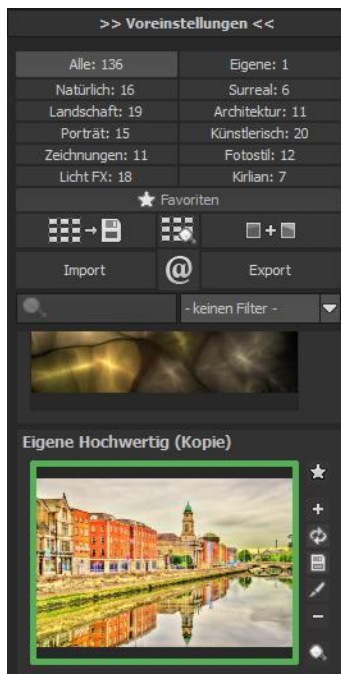 >> Voreinstellungen <<
Alle: 136 Eigene: 1
Natürlich: 16 Surreal: 6
Landschaft: 19 Architektur: 11
Porträt: 15 Künstlerisch: 20
Zeichnungen: 11 Fotostil: 12
Licht FX: 18 Kirlian: 7
Favoriten
Import @ Export
- keinen Filter -
Eigene Hochwertig (Kopie)